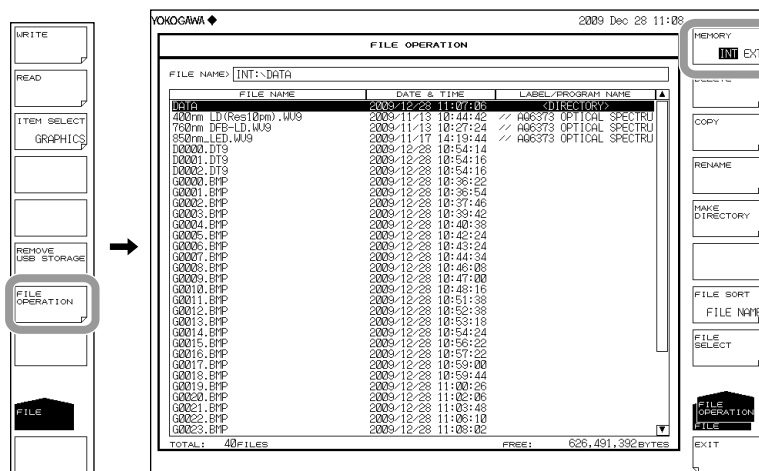 WRITE
READ
ITEM SELECT
GRAPHICS
REMOVE
USB STORAGE
FILE
OPERATION
FILE
YOKOGAWA ◆ 2009 Dec 28 11:08
FILE OPERATION
FILE NAME> INT:\DATA
FILE NAME DATE & TIME LABEL/PROGRAM NAME
DATA 2009/12/28 11:07:06 <DIRECTORY>
400nm LD(Res10pm).WU9 2009/11/13 10:44:42 // AQ6373 OPTICAL SPECTRU
760nm DFB-LD.WU9 2009/11/13 10:27:24 // AQ6373 OPTICAL SPECTRU
850nm_LED.WU9 2009/11/17 14:19:44 // AQ6373 OPTICAL SPECTRU
D0000.DT9 2009/12/28 10:54:14
D0001.DT9 2009/12/28 10:54:16
D0002.DT9 2009/12/28 10:54:16
G0000.BMP 2009/12/28 10:36:22
G0001.BMP 2009/12/28 10:36:54
G0002.BMP 2009/12/28 10:37:46
G0003.BMP 2009/12/28 10:39:42
G0004.BMP 2009/12/28 10:40:38
G0005.BMP 2009/12/28 10:42:24
G0006.BMP 2009/12/28 10:43:24
G0007.BMP 2009/12/28 10:44:34
G0008.BMP 2009/12/28 10:46:08
G0009.BMP 2009/12/28 10:47:00
G0010.BMP 2009/12/28 10:48:16
G0011.BMP 2009/12/28 10:51:38
G0012.BMP 2009/12/28 10:52:38
G0013.BMP 2009/12/28 10:53:18
G0014.BMP 2009/12/28 10:54:24
G0015.BMP 2009/12/28 10:56:22
G0016.BMP 2009/12/28 10:57:22
G0017.BMP 2009/12/28 10:59:00
G0018.BMP 2009/12/28 10:59:44
G0019.BMP 2009/12/28 11:00:26
G0020.BMP 2009/12/28 11:02:06
G0021.BMP 2009/12/28 11:03:48
G0022.BMP 2009/12/28 11:06:10
G0023.BMP 2009/12/28 11:08:02
TOTAL: 40FILES FREE: 626,491,392BYTES
MEMORY
INT EXT
COPY
RENAME
MAKE
DIRECTORY
FILE SORT
FILE NAME
FILE
SELECT
FILE
OPERATION
FILE
EXIT